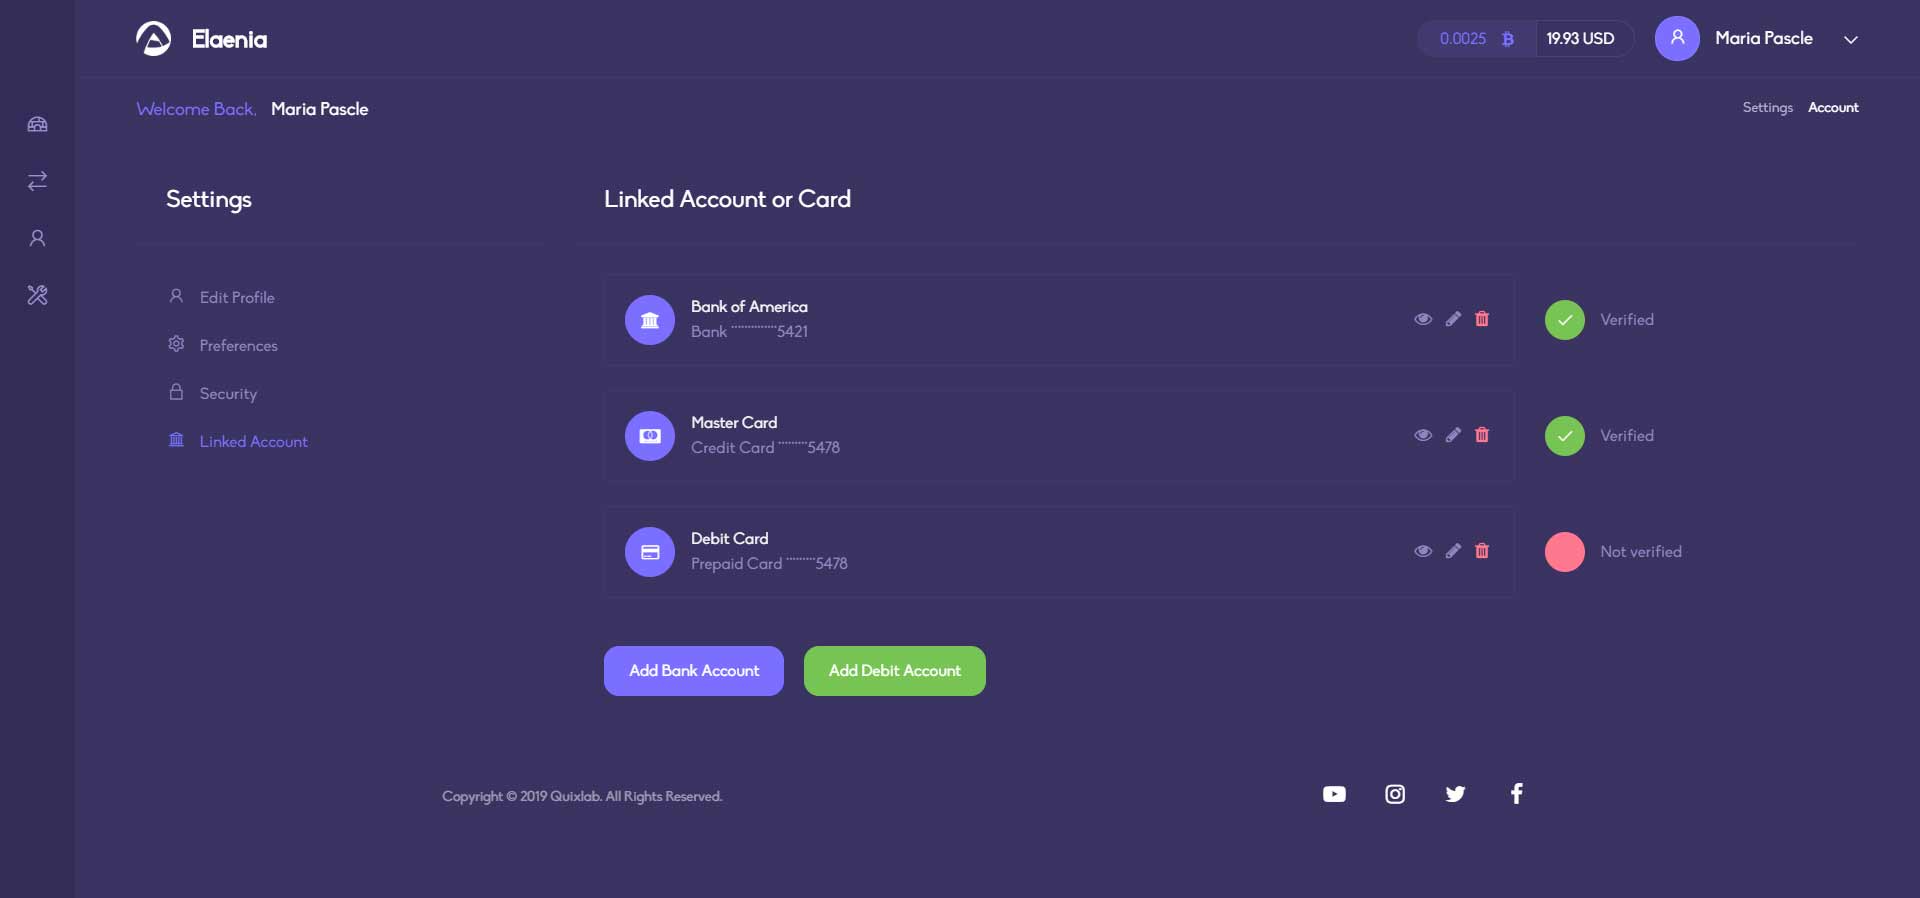 Elaenia
0.0025
19.93 USD
Maria Pascle
Welcome Back, Maria Pascle
Settings Account
Settings
Edit Profile
Preferences
Security
Linked Account
Linked Account or Card
Bank of America
Bank **************5421
Verified
Master Card
Credit Card *********5478
Verified
Debit Card
Prepaid Card *********5478
Not verified
Add Bank Account
Add Debit Account
Copyright © 2019 Quixlab. All Rights Reserved.